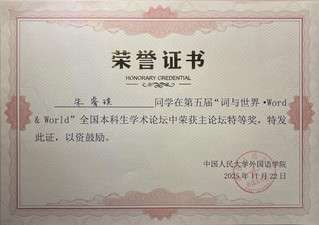 荣誉证书
HONORARY CREDENTIAL
朱睿璞 同学在第五届“词与世界·Word
& World”全国本科生学术论坛中荣获主论坛特等奖，特发
此证，以资鼓励。
中国人民大学外国语学院
2025年11月22日